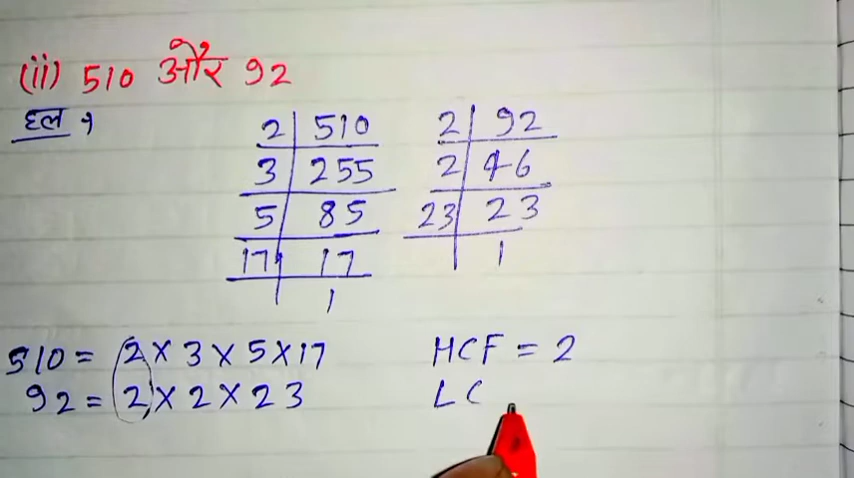 (ii) 510 और 92
हल,
2 | 510
3 | 255
5 | 85
17 | 17
1
2 | 92
2 | 46
23 | 23
1
510 = 2 × 3 × 5 × 17
92 = 2 × 2 × 23
HCF = 2
LC